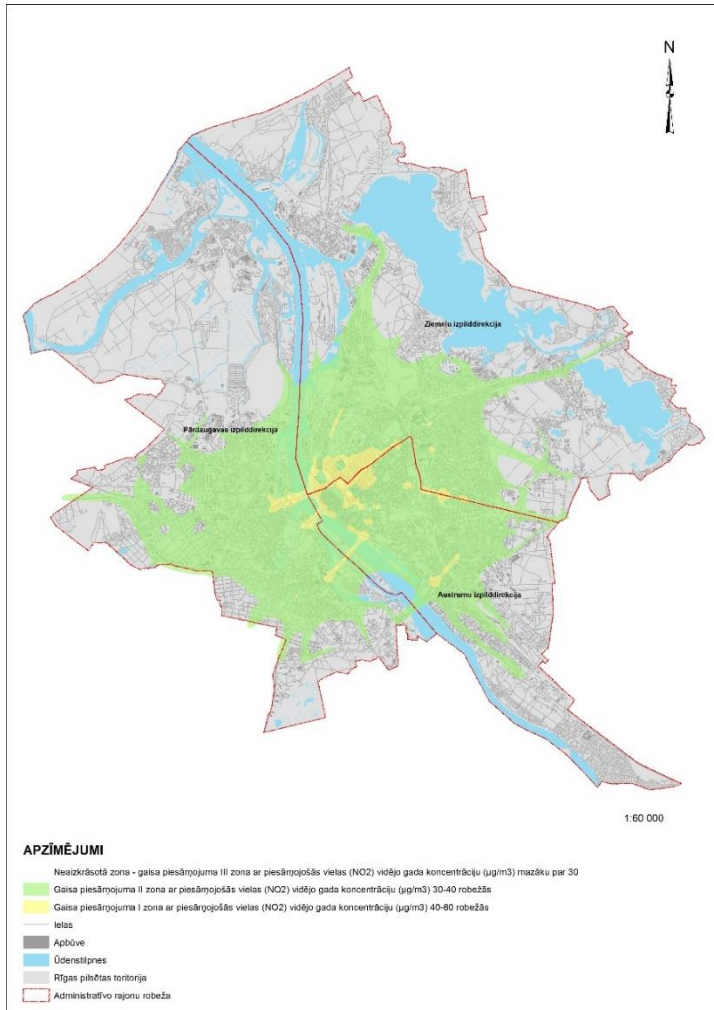 N
Ziemeļu izpilddirekcija
Pārdaugavas izpilddirekcija
Austrumu izpilddirekcija
1:60 000
APZĪMĒJUMI
Neaizkrāsotā zona - gaisa piesārņojuma III zona ar piesārņojošās vielas (NO2) vidējo gada koncentrāciju (µg/m3) mazāku par 30
Gaisa piesārņojuma II zona ar piesārņojošās vielas (NO2) vidējo gada koncentrāciju (µg/m3) 30-40 robežās
Gaisa piesārņojuma I zona ar piesārņojošās vielas (NO2) vidējo gada koncentrāciju (µg/m3) 40-60 robežās
Ielas
Apbūve
Ūdenstilpnes
Rīgas pilsētas teritorija
Administratīvo rajonu robeža